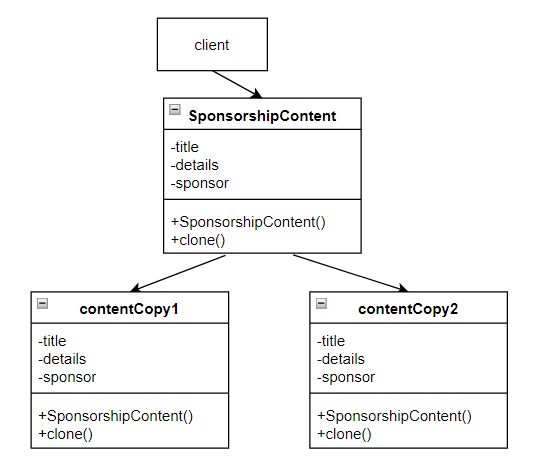 client
SponsorshipContent
-title
-details
-sponsor
+SponsorshipContent()
+clone()
contentCopy1
-title
-details
-sponsor
+SponsorshipContent()
+clone()
contentCopy2
-title
-details
-sponsor
+SponsorshipContent()
+clone()